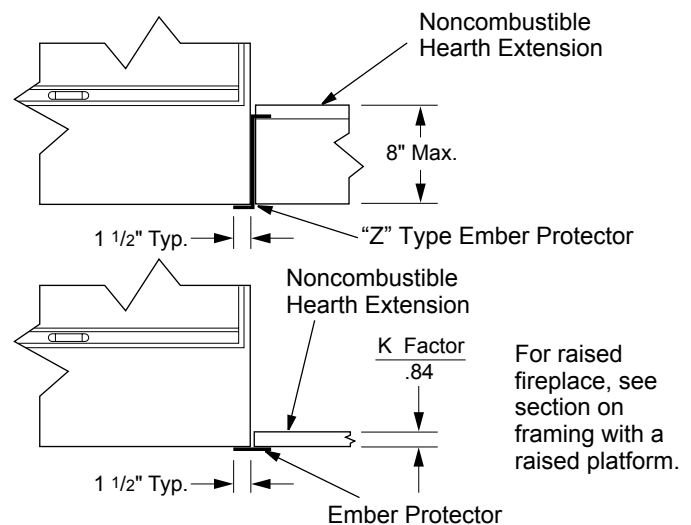 Noncombustible
Hearth Extension
8" Max.
1 1/2" Typ.
“Z” Type Ember Protector
Noncombustible
Hearth Extension
K Factor
.84
For raised
fireplace, see
section on
framing with a
raised platform.
1 1/2" Typ.
Ember Protector